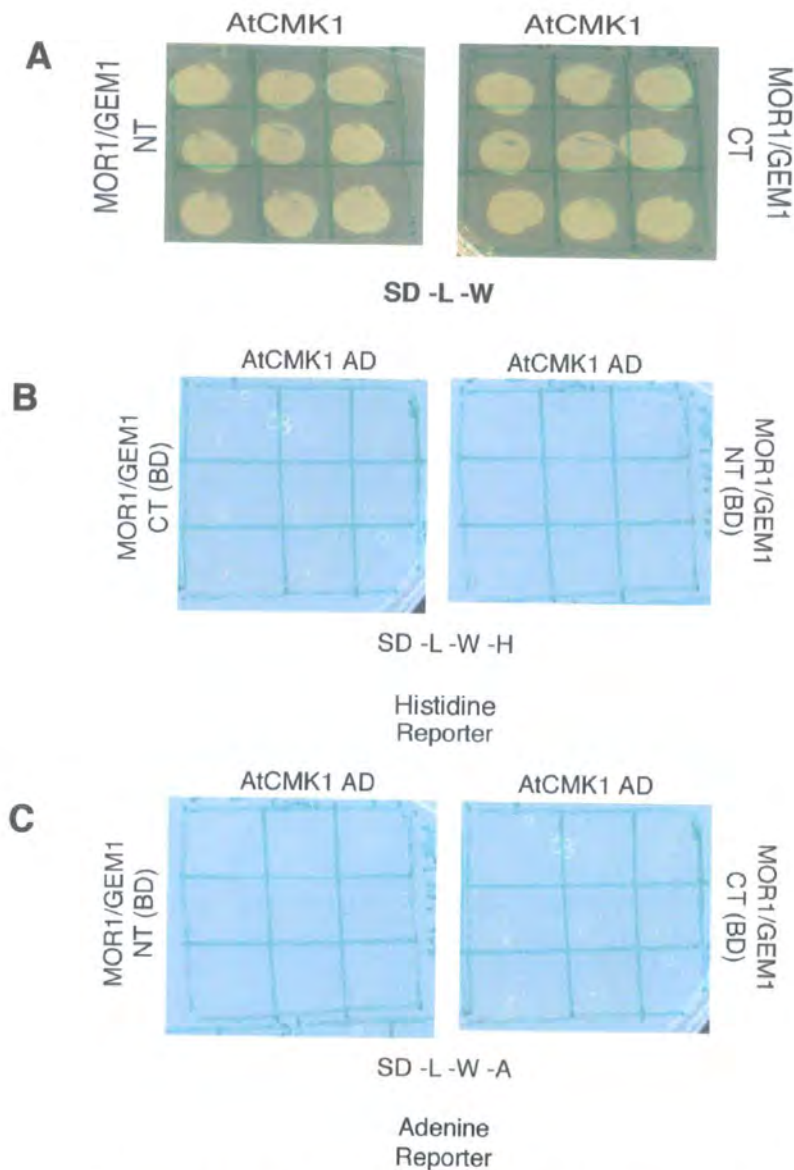 A
AtCMK1
AtCMK1
MOR1/GEM1
NT
MOR1/GEM1
CT
SD -L -W
B
AtCMK1 AD
AtCMK1 AD
MOR1/GEM1
CT (BD)
MOR1/GEM1
NT (BD)
SD -L -W -H
Histidine
Reporter
C
AtCMK1 AD
AtCMK1 AD
MOR1/GEM1
NT (BD)
MOR1/GEM1
CT (BD)
SD -L -W -A
Adenine
Reporter